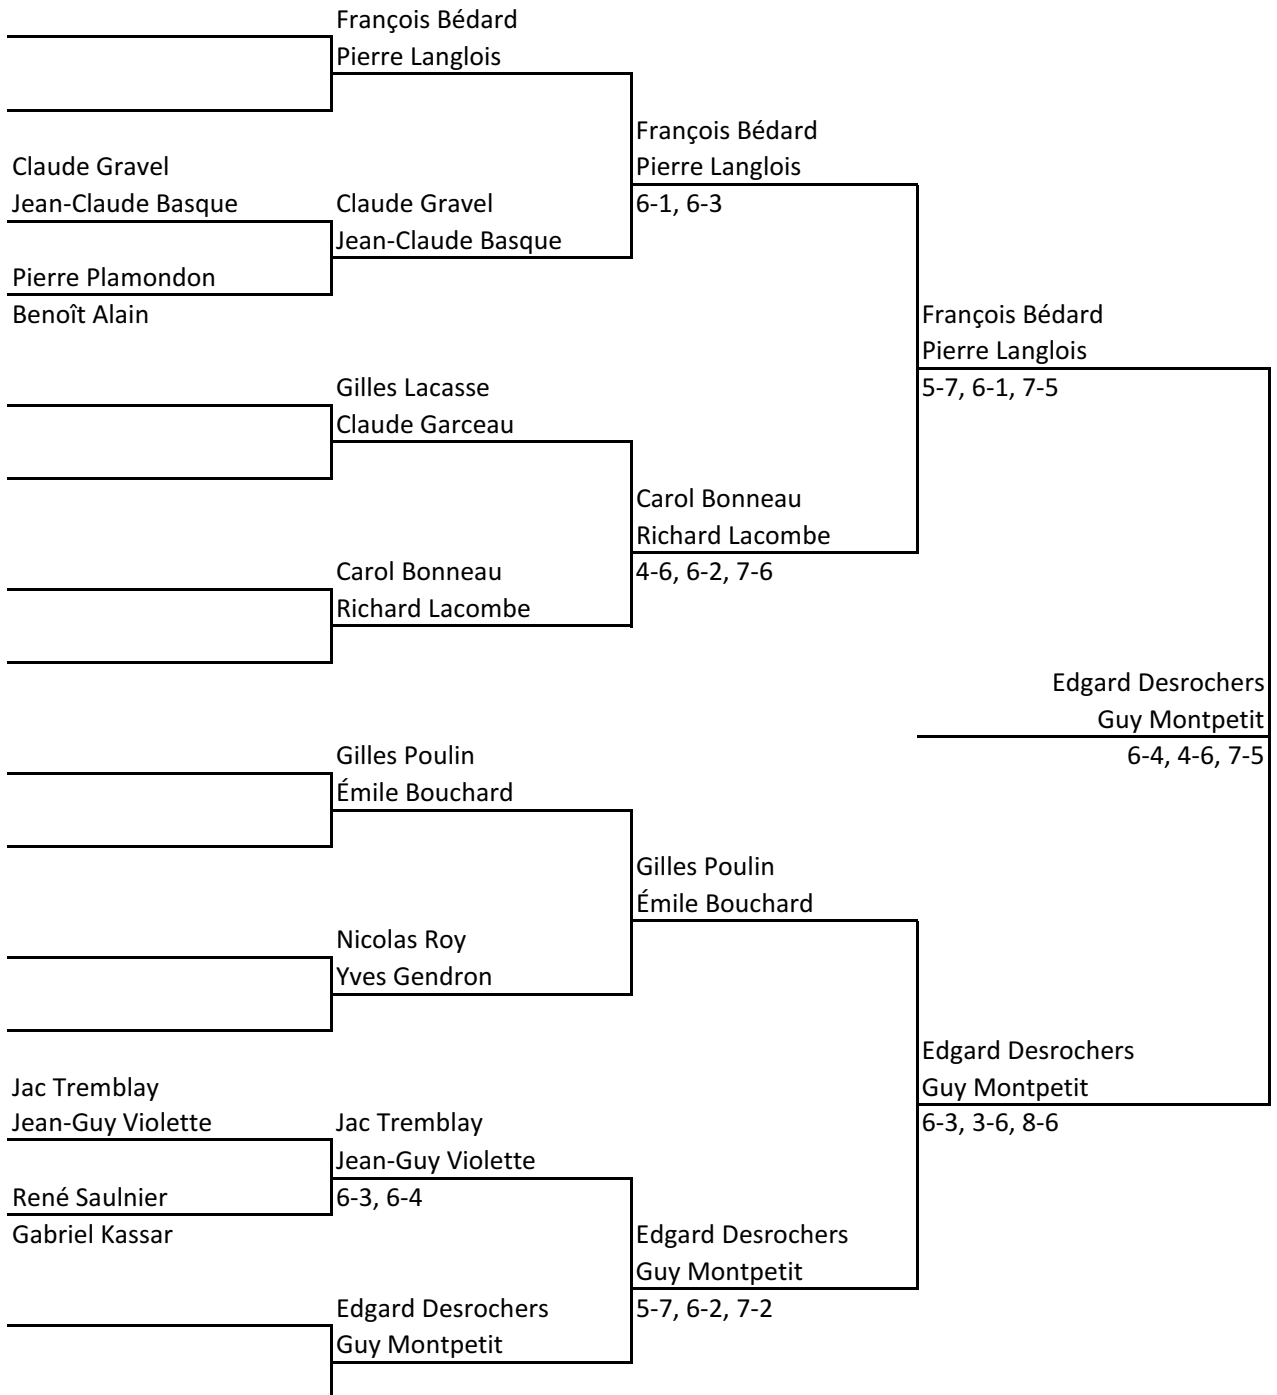 François Bédard
Pierre Langlois
François Bédard
Pierre Langlois
6-1, 6-3
Claude Gravel
Jean-Claude Basque
Claude Gravel
Jean-Claude Basque
Pierre Plamondon
Benoît Alain
François Bédard
Pierre Langlois
5-7, 6-1, 7-5
Gilles Lacasse
Claude Garceau
Carol Bonneau
Richard Lacombe
4-6, 6-2, 7-6
Carol Bonneau
Richard Lacombe
Edgard Desrochers
Guy Montpetit
6-4, 4-6, 7-5
Gilles Poulin
Émile Bouchard
Gilles Poulin
Émile Bouchard
Nicolas Roy
Yves Gendron
Edgard Desrochers
Guy Montpetit
6-3, 3-6, 8-6
Jac Tremblay
Jean-Guy Violette
Jac Tremblay
Jean-Guy Violette
6-3, 6-4
René Saulnier
Gabriel Kassar
Edgard Desrochers
Guy Montpetit
5-7, 6-2, 7-2
Edgard Desrochers
Guy Montpetit